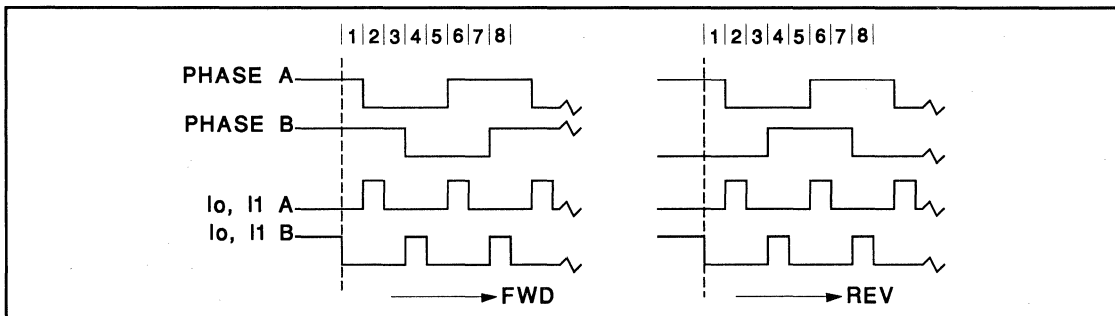 1 2 3 4 5 6 7 8
1 2 3 4 5 6 7 8
PHASE A
PHASE B
Io, I1 A
Io, I1 B
FWD
REV